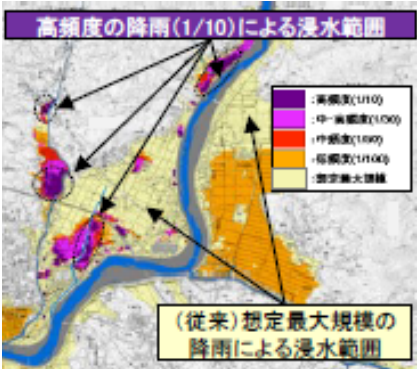 高頻度の降雨(1/10)による浸水範囲
:高頻度(1/10)
:中・高頻度(1/30)
:中頻度(1/50)
:低頻度(1/100)
:想定最大規模
(従来)想定最大規模の
降雨による浸水範囲